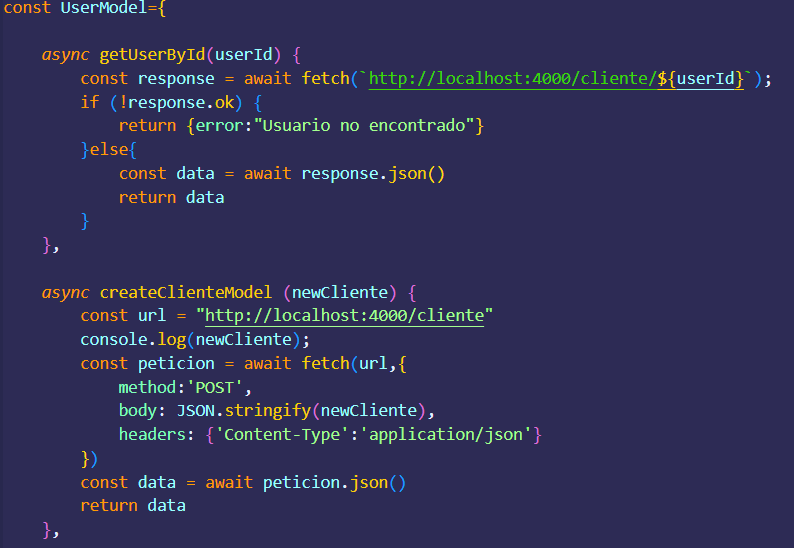 const UserModel={
async getUserById(userId) {
const response = await fetch(`http://localhost:4000/cliente/${userId}`);
if (!response.ok) {
return {error:"Usuario no encontrado"}
}else{
const data = await response.json()
return data
}
},
async createClienteModel (newCliente) {
const url = "http://localhost:4000/cliente"
console.log(newCliente);
const peticion = await fetch(url,{
method:'POST',
body: JSON.stringify(newCliente),
headers: {'Content-Type':'application/json'}
})
const data = await peticion.json()
return data
},